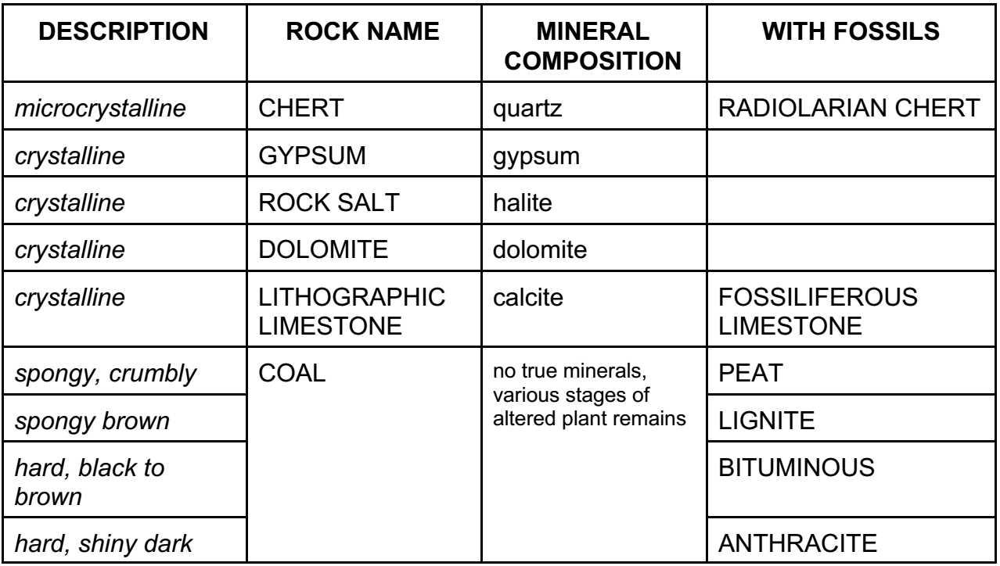 DESCRIPTION
ROCK NAME
MINERAL
COMPOSITION
WITH FOSSILS
microcrystalline
CHERT
quartz
RADIOLARIAN CHERT
crystalline
GYPSUM
gypsum
crystalline
ROCK SALT
halite
crystalline
DOLOMITE
dolomite
crystalline
LITHOGRAPHIC
LIMESTONE
calcite
FOSSILIFEROUS
LIMESTONE
spongy, crumbly
COAL
no true minerals,
various stages of
altered plant remains
PEAT
spongy brown
LIGNITE
hard, black to
brown
BITUMINOUS
hard, shiny dark
ANTHRACITE